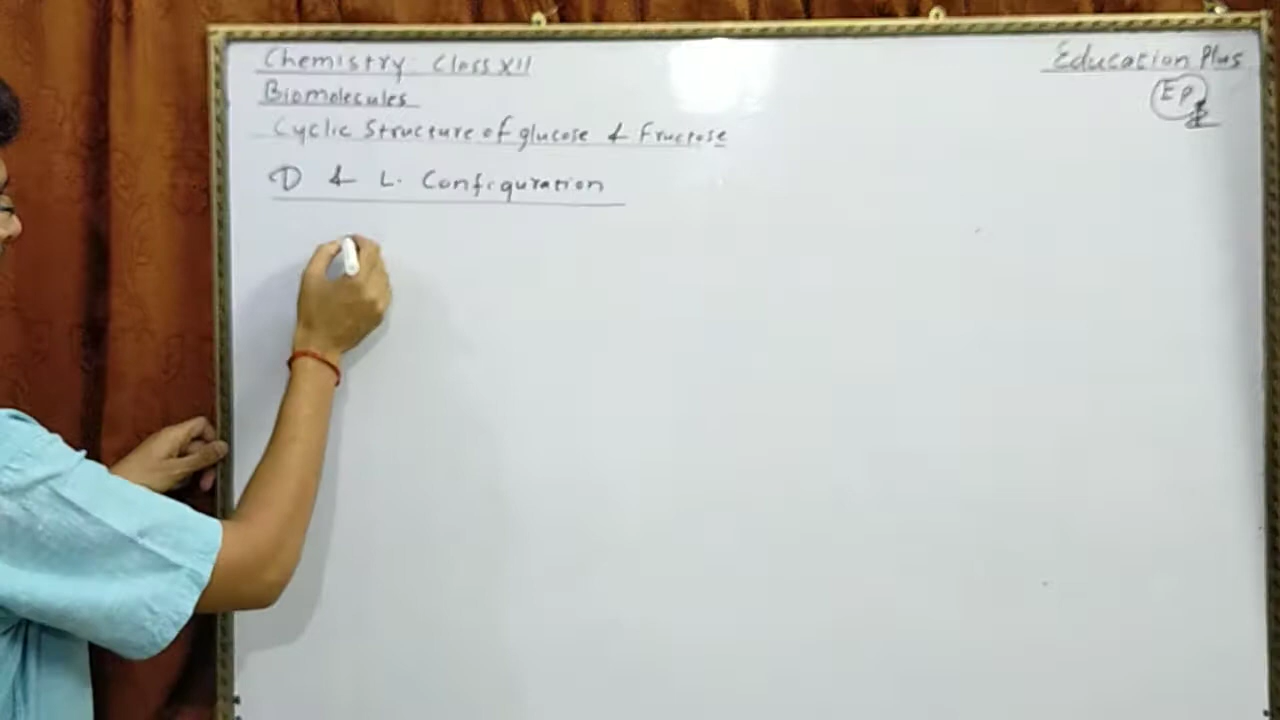 Chemistry Class XII
Education Plus
EP
Biomolecules
Cyclic Structure of glucose & Fructose
D & L. Configuration